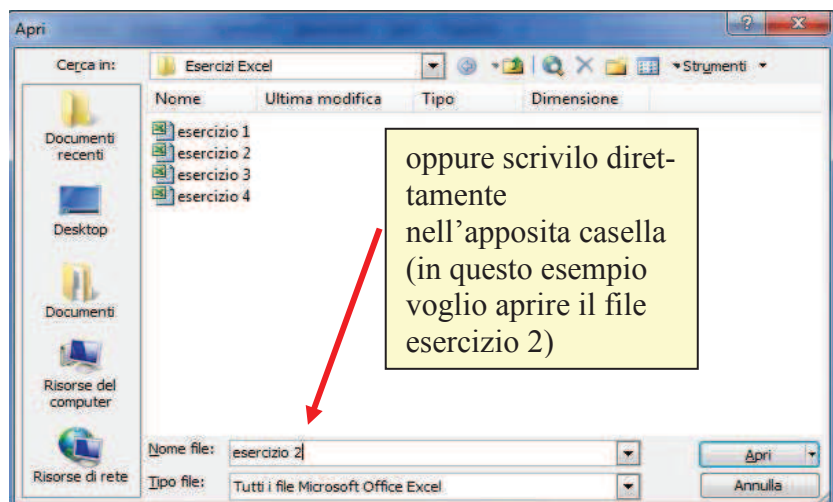 Apri
Cerca in:
Esercizi Excel
Strumenti
Nome Ultima modifica Tipo Dimensione
Documenti
recenti
Desktop
Documenti
Risorse del
computer
Risorse di rete
esercizio 1
esercizio 2
esercizio 3
esercizio 4
oppure scrivilo diret-
tamente
nell’apposita casella
(in questo esempio
voglio aprire il file
esercizio 2)
Nome file: esercizio 2 Apri
Tipo file: Tutti i file Microsoft Office Excel Annulla